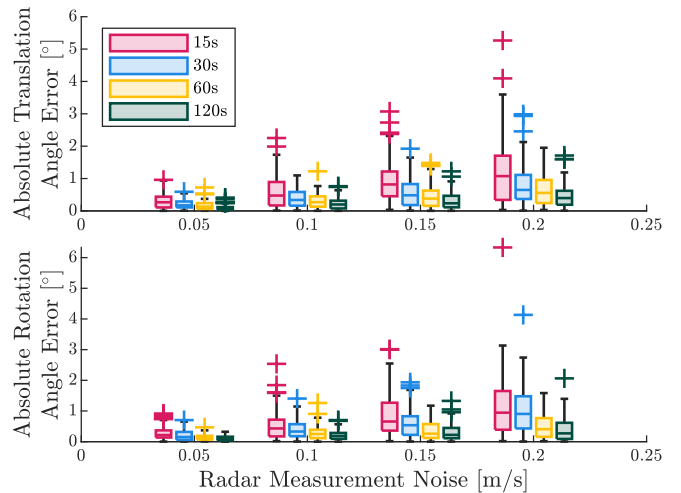 6
5
4
3
2
1
0
Absolute Translation
Angle Error [°]
15s
30s
60s
120s
0 0.05 0.1 0.15 0.2 0.25
6
5
4
3
2
1
0
Absolute Rotation
Angle Error [°]
0 0.05 0.1 0.15 0.2 0.25
Radar Measurement Noise [m/s]